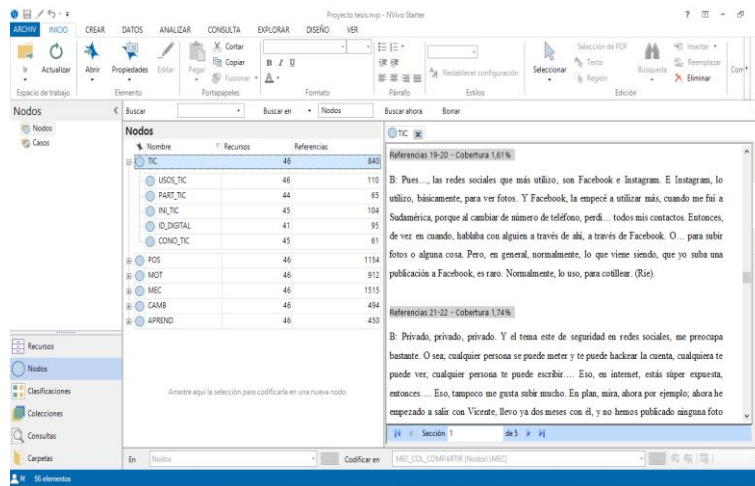 Proyecto tesis.nvp - NVivo Starter
ARCHIV INICIO CREAR DATOS ANALIZAR CONSULTA EXPLORAR DISEÑO VER
Ir Actualizar Abrir Propiedades Editar Pegar
Cortar
Copiar
Fusionar
B I U
A
Restablecer configuración
Seleccionar
Selección de PDF
Texto
Región
Búsqueda
Insertar
Reemplazar
Eliminar
Espacio de trabajo Elemento Portapapeles Formato Párrafo Estilos Edición
Nodos
Buscar Buscar en Nodos Buscar ahora Borrar
Nodos
Casos
Nodos
Nombre Recursos Referencias
TIC 46 840
USOS_TIC 46 110
PART_TIC 44 65
INI_TIC 45 104
ID_DIGITAL 41 95
CONO_TIC 45 61
POS 46 1154
MOT 46 912
MEC 46 1515
CAMB 46 494
APREND 46 450
Arrastre aquí la selección para codificarla en una nueva nodo
TIC
Referencias 19-20 - Cobertura 1,61%
B: Pues…, las redes sociales que más utilizo, son Facebook e Instagram. E Instagram, lo
utilizo, básicamente, para ver fotos. Y Facebook, la empecé a utilizar más, cuando me fui a
Sudamérica, porque al cambiar de número de teléfono, perdí… todos mis contactos. Entonces,
de vez en cuando, hablaba con alguien a través de ahí, a través de Facebook. O… para subir
fotos o alguna cosa. Pero, en general, normalmente, lo que viene siendo, que yo suba una
publicación a Facebook, es raro. Normalmente, lo uso, para cotillear. (Ríe).
Referencias 21-22 - Cobertura 1,74%
B: Privado, privado, privado. Y el tema este de seguridad en redes sociales, me preocupa
bastante. O sea; cualquier persona se puede meter y te puede hackear la cuenta, cualquiera te
puede ver, cualquier persona te puede escribir…. Eso, en internet, estás súper expuesta,
entonces…. Eso, tampoco me gusta subir mucho. En plan, mira, ahora por ejemplo; ahora he
empezado a salir con Vicente, llevo ya dos meses con él, y no hemos publicado ninguna foto
Sección 1 de 5
Recursos
Nodos
Clasificaciones
Colecciones
Consultas
Carpetas
En Nodos Codificar en MEC_COL_COMPARTIR (Nodos\\MEC)
M 56 elementos